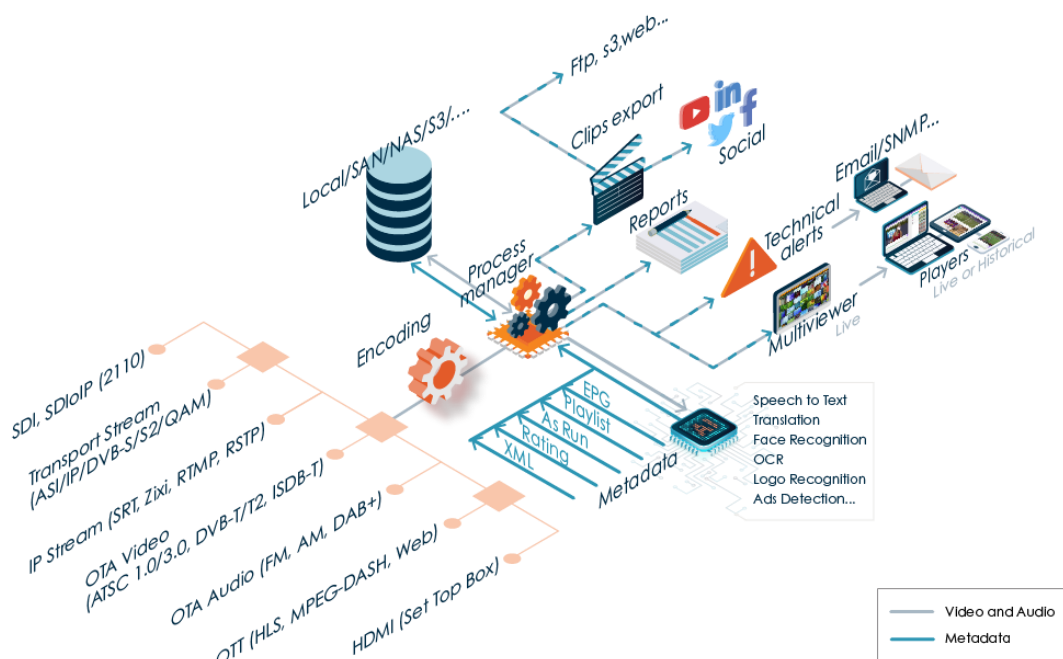 Ftp, s3,web...
Clips export
Social
Local/SAN/NAS/S3/....
Email/SNMP...
Reports
Technical
alerts
Players
Live or Historical
Process
manager
Multiviewer
Live
Encoding
SDI, SDIoIP (2110)
Transport Stream
(ASI/IP/DVB-S/S2/QAM)
IP Stream (SRT, Zixi, RTMP, RSTP)
OTA Video
(ATSC 1.0/3.0, DVB-T/T2, ISDB-T)
OTA Audio (FM, AM, DAB+)
OTT (HLS, MPEG-DASH, Web)
HDMI (Set Top Box)
EPG
Playlist
As Run
Rating
XML
Metadata
AI
Speech to Text
Translation
Face Recognition
OCR
Logo Recognition
Ads Detection...
Video and Audio
Metadata